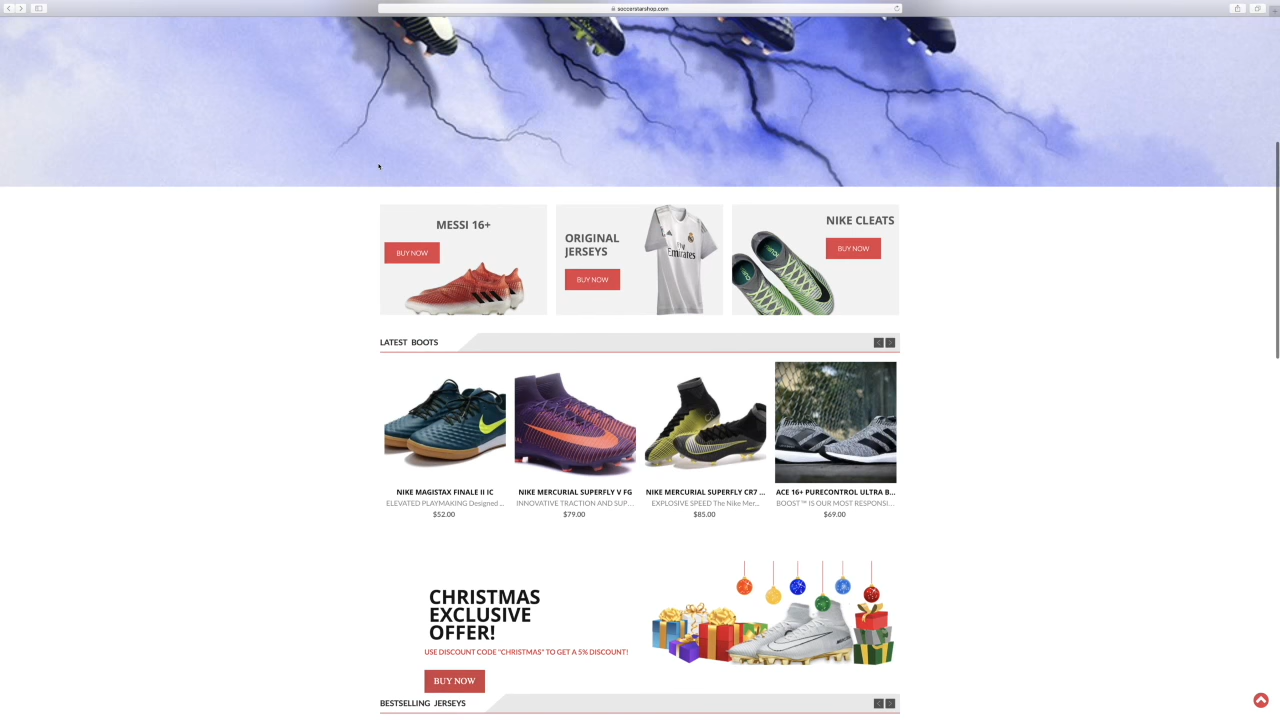 soccerstarshop.com
MESSI 16+
BUY NOW
ORIGINAL
JERSEYS
BUY NOW
Fly
Emirates
NIKE CLEATS
BUY NOW
LATEST BOOTS
NIKE MAGISTAX FINALE II IC
ELEVATED PLAYMAKING Designed ...
$52.00
NIKE MERCURIAL SUPERFLY V FG
INNOVATIVE TRACTION AND SUP...
$79.00
NIKE MERCURIAL SUPERFLY CR7 ...
EXPLOSIVE SPEED The Nike Mer...
$85.00
ACE 16+ PURECONTROL ULTRA B...
BOOST™ IS OUR MOST RESPONSI...
$69.00
CHRISTMAS
EXCLUSIVE
OFFER!
USE DISCOUNT CODE "CHRISTMAS" TO GET A 5% DISCOUNT!
BUY NOW
BESTSELLING JERSEYS